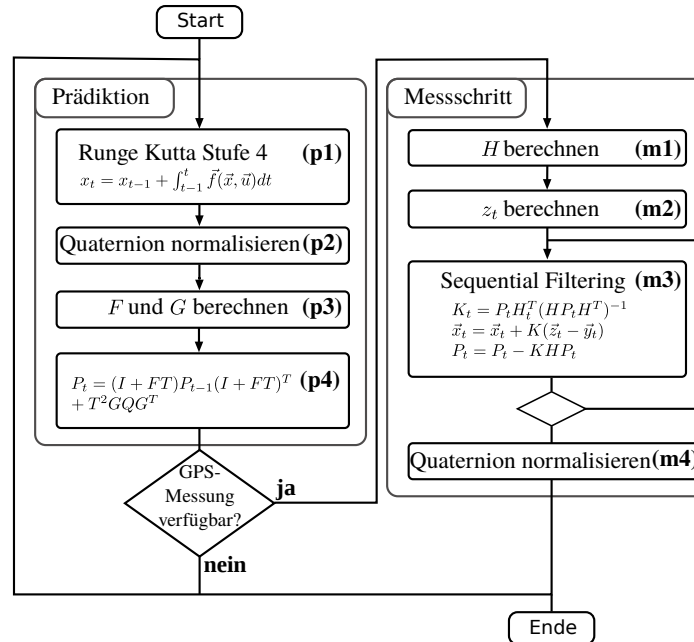 Start
Prädiktion
Runge Kutta Stufe 4 (p1)
x_t = x_{t−1} + ∫_{t−1}^{t} f⃗(x⃗, u⃗)dt
Quaternion normalisieren (p2)
F und G berechnen (p3)
P_t = (I + FT)P_{t−1}(I + FT)^T (p4)
+ T^2GQG^T
GPS-
Messung
verfügbar?
ja
nein
Messschritt
H berechnen (m1)
z_t berechnen (m2)
Sequential Filtering (m3)
K_t = P_tH_t^T(HP_tH^T)^{−1}
x⃗_t = x⃗_t + K(z⃗_t − y⃗_t)
P_t = P_t − KHP_t
Quaternion normalisieren (m4)
Ende